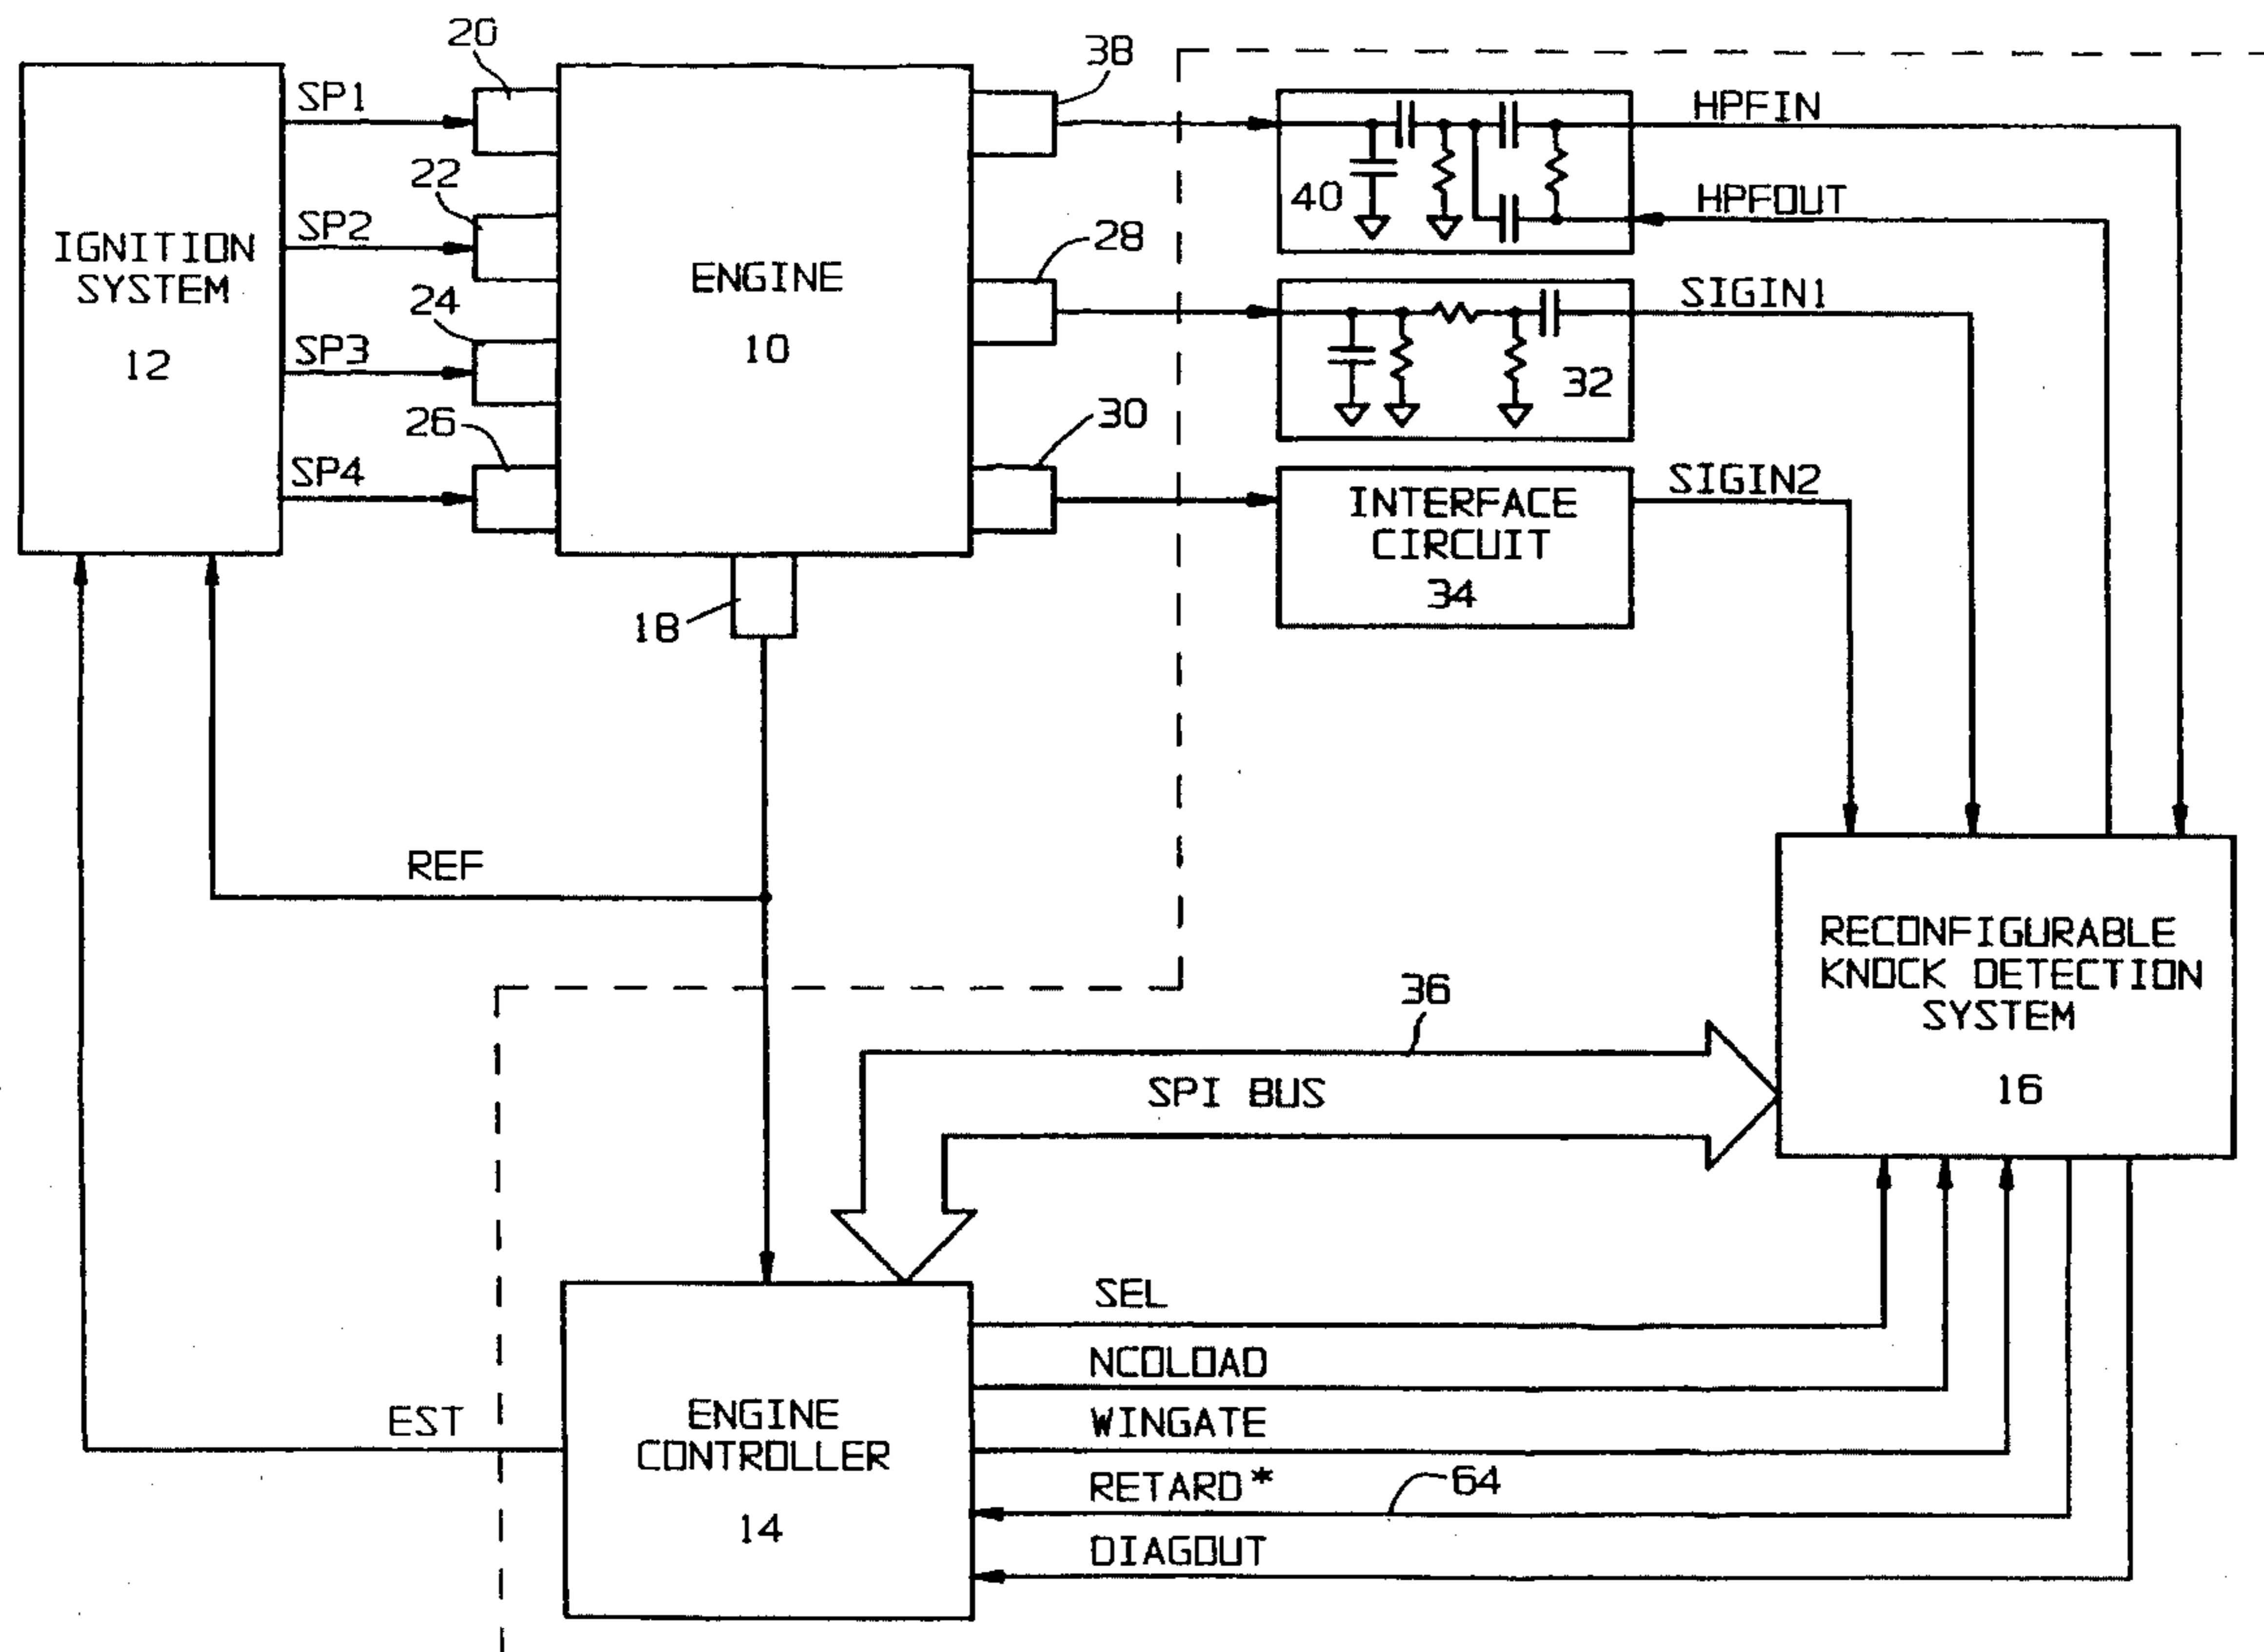 20
38
SP1
HPFIN
22
40
HPFOUT
SP2
28
IGNITION
SYSTEM
12
ENGINE
10
24
SIGIN1
SP3
32
26
30
SP4
SIGIN2
INTERFACE
CIRCUIT
34
18
REF
RECONFIGURABLE
KNOCK DETECTION
SYSTEM
16
36
SPI BUS
SEL
NCOLOAD
EST
ENGINE
CONTROLLER
14
WINGATE
RETARD*
64
DIAGOUT